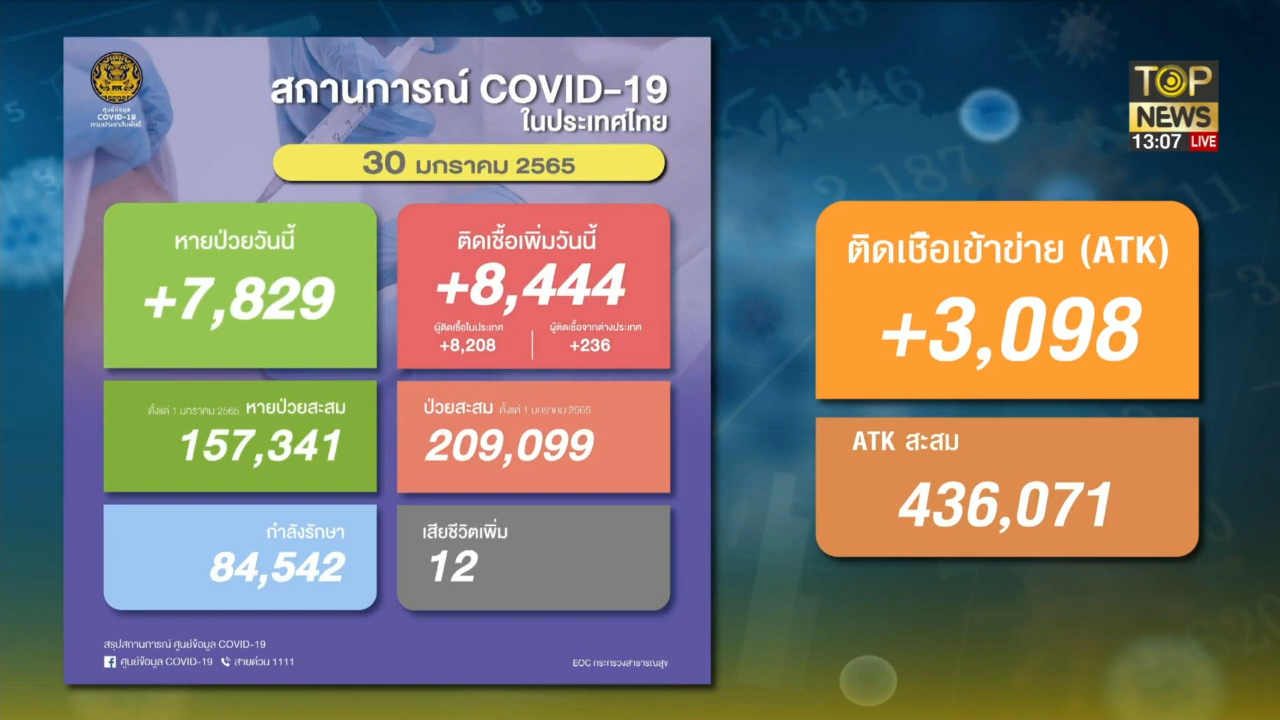 ศูนย์ข้อมูล
COVID-19
สถานการณ์ COVID-19
ในประเทศไทย
30 มกราคม 2565
หายป่วยวันนี้
+7,829
ติดเชื้อเพิ่มวันนี้
+8,444
ผู้ติดเชื้อในประเทศ
+8,208
ผู้ติดเชื้อจากต่างประเทศ
+236
ตั้งแต่ 1 มกราคม 2565 หายป่วยสะสม
157,341
ป่วยสะสม ตั้งแต่ 1 มกราคม 2565
209,099
กำลังรักษา
84,542
เสียชีวิตเพิ่ม
12
สรุปสถานการณ์ ศูนย์ข้อมูล COVID-19
ศูนย์ข้อมูล COVID-19 สายด่วน 1111
EOC กระทรวงสาธารณสุข
TOP
NEWS
13:07 LIVE
ติดเชื้อเข้าข่าย (ATK)
+3,098
ATK สะสม
436,071